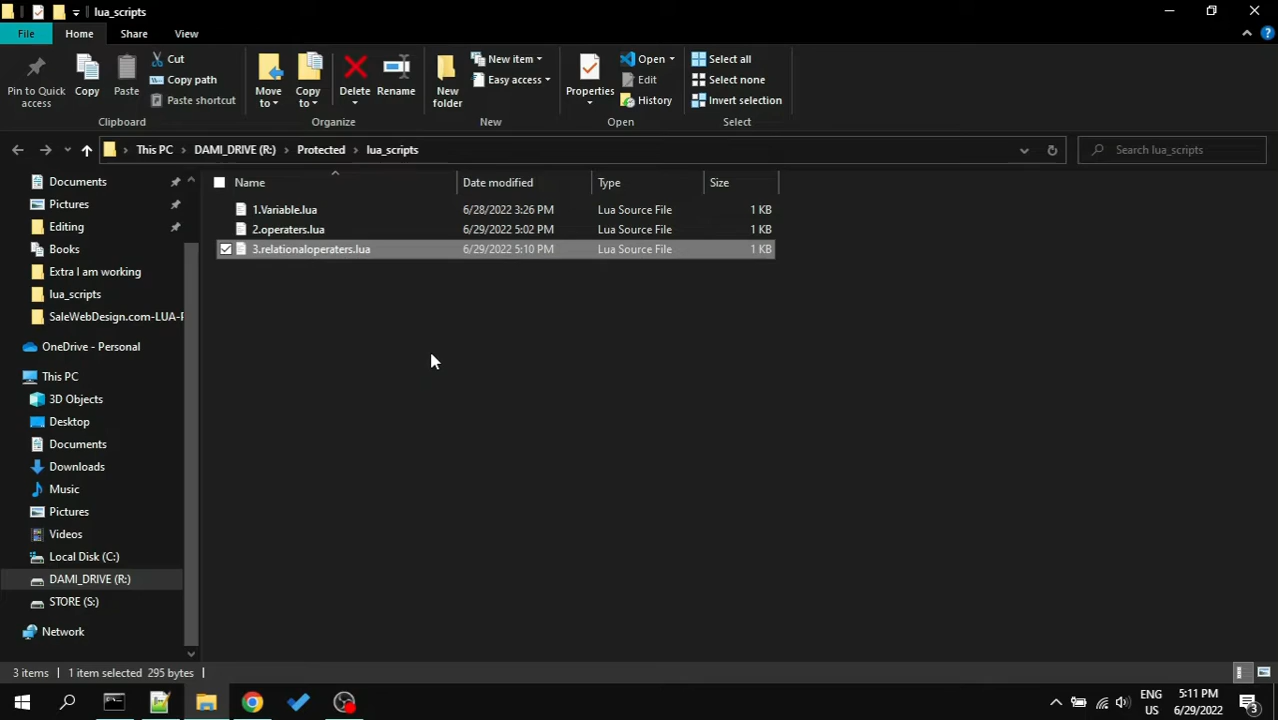 lua_scripts
File Home Share View
Pin to Quick access
Copy
Paste
Cut
Copy path
Paste shortcut
Clipboard
Move to
Copy to
Delete
Rename
Organize
New folder
New item
Easy access
New
Properties
Open
Edit
History
Open
Select all
Select none
Invert selection
Select
This PC DAMI_DRIVE (R:) Protected lua_scripts
Search lua_scripts
Documents
Pictures
Editing
Books
Extra I am working
lua_scripts
SaleWebDesign.com-LUA-P
OneDrive - Personal
This PC
3D Objects
Desktop
Documents
Downloads
Music
Pictures
Videos
Local Disk (C:)
DAMI_DRIVE (R:)
STORE (S:)
Network
Name Date modified Type Size
1.Variable.lua 6/28/2022 3:26 PM Lua Source File 1 KB
2.operaters.lua 6/29/2022 5:02 PM Lua Source File 1 KB
3.relationaloperaters.lua 6/29/2022 5:10 PM Lua Source File 1 KB
3 items 1 item selected 295 bytes
ENG
US
5:11 PM
6/29/2022
3